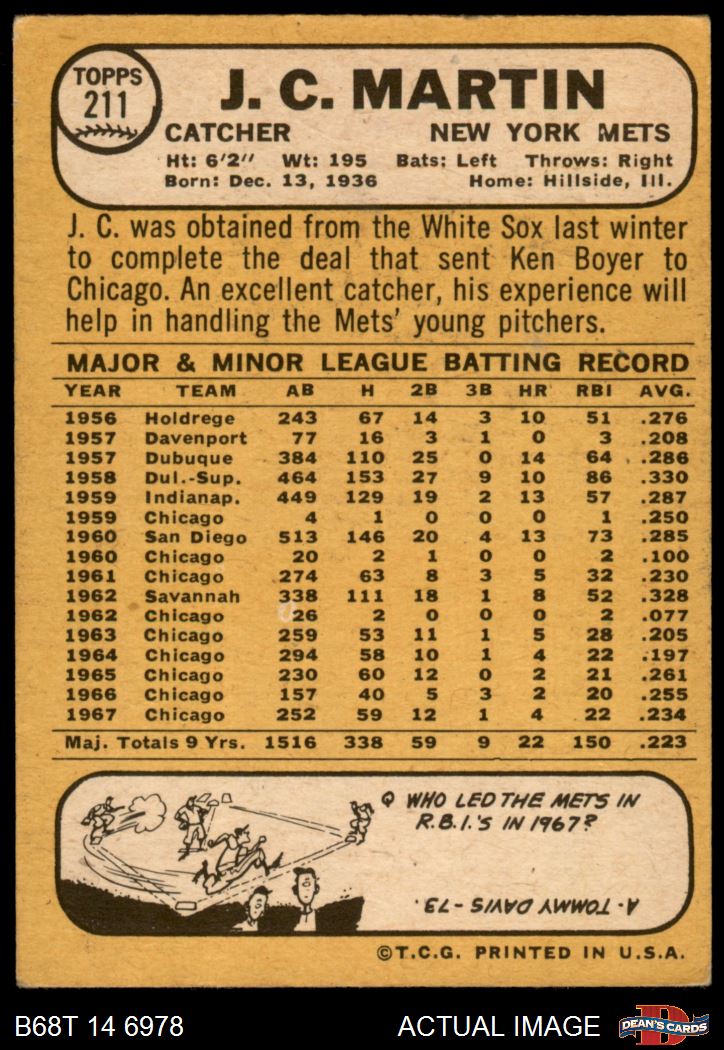 TOPPS
211
J. C. MARTIN
CATCHER NEW YORK METS
Ht: 6'2" Wt: 195 Bats: Left Throws: Right
Born: Dec. 13, 1936 Home: Hillside, Ill.
J. C. was obtained from the White Sox last winter
to complete the deal that sent Ken Boyer to
Chicago. An excellent catcher, his experience will
help in handling the Mets' young pitchers.
MAJOR & MINOR LEAGUE BATTING RECORD
YEAR TEAM AB H 2B 3B HR RBI AVG.
1956 Holdrege 243 67 14 3 10 51 .276
1957 Davenport 77 16 3 1 0 3 .208
1957 Dubuque 384 110 25 0 14 64 .286
1958 Dul.-Sup. 464 153 27 9 10 86 .330
1959 Indianap. 449 129 19 2 13 57 .287
1959 Chicago 4 1 0 0 0 1 .250
1960 San Diego 513 146 20 4 13 73 .285
1960 Chicago 20 2 1 0 0 2 .100
1961 Chicago 274 63 8 3 5 32 .230
1962 Savannah 338 111 18 1 8 52 .328
1962 Chicago 26 2 0 0 0 2 .077
1963 Chicago 259 53 11 1 5 28 .205
1964 Chicago 294 58 10 1 4 22 .197
1965 Chicago 230 60 12 0 2 21 .261
1966 Chicago 157 40 5 3 2 20 .255
1967 Chicago 252 59 12 1 4 22 .234
Maj. Totals 9 Yrs. 1516 338 59 9 22 150 .223
Q WHO LED THE METS IN
R.B.I.'S IN 1967?
A- TOMMY DAVIS - 73.
©T.C.G. PRINTED IN U.S.A.
B68T 14 6978 ACTUAL IMAGE D DEAN'S CARDS